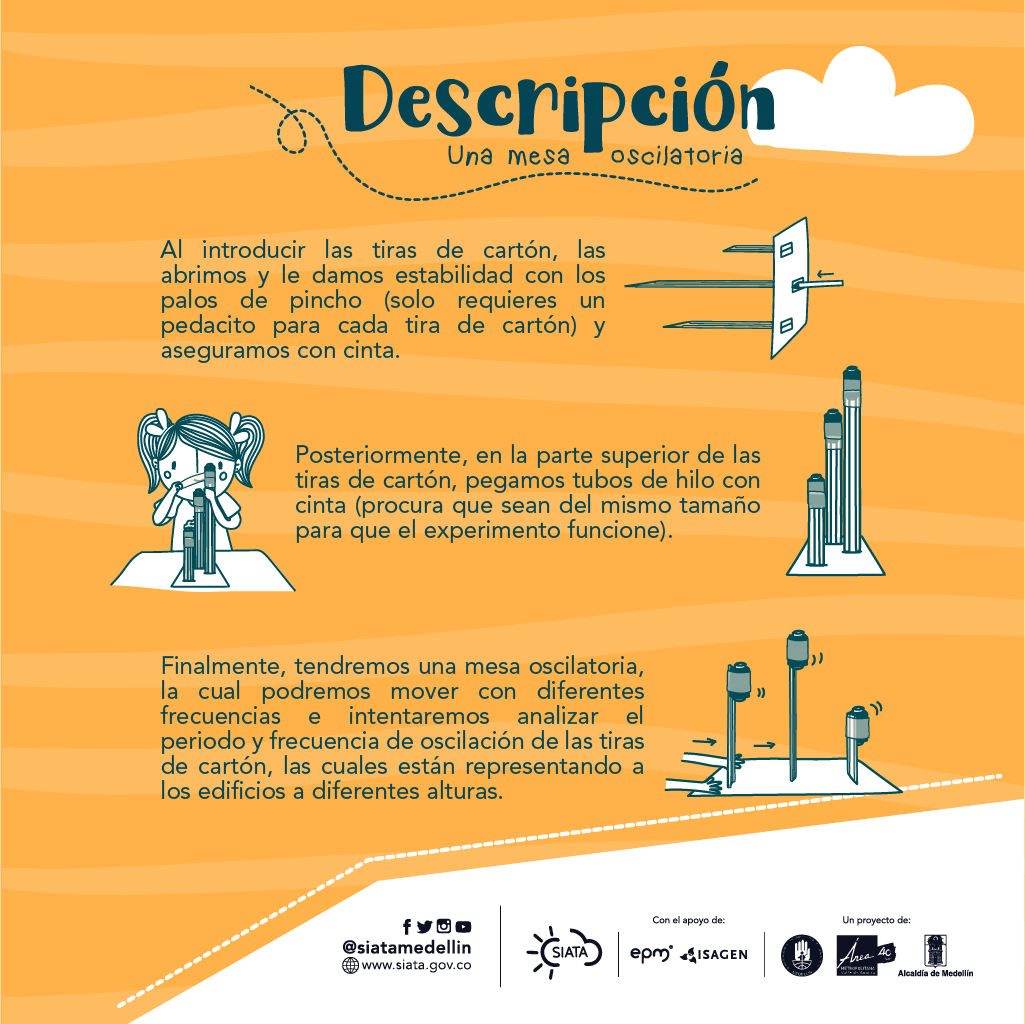 Descripción
Una mesa oscilatoria
Al introducir las tiras de cartón, las
abrimos y le damos estabilidad con los
palos de pincho (solo requieres un
pedacito para cada tira de cartón) y
aseguramos con cinta.
Posteriormente, en la parte superior de las
tiras de cartón, pegamos tubos de hilo con
cinta (procura que sean del mismo tamaño
para que el experimento funcione).
Finalmente, tendremos una mesa oscilatoria,
la cual podremos mover con diferentes
frecuencias e intentaremos analizar el
periodo y frecuencia de oscilación de las tiras
de cartón, las cuales están representando a
los edificios a diferentes alturas.
@siatamedellin
www.siata.gov.co
SIATA
Con el apoyo de:
epm
ISAGEN
Un proyecto de:
Área
METROPOLITANA
Alcaldía de Medellín